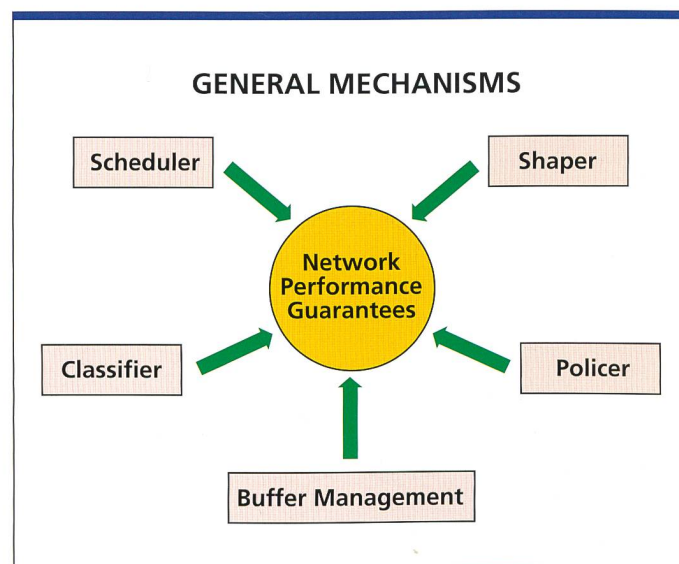 GENERAL MECHANISMS
Scheduler
Shaper
Network
Performance
Guarantees
Classifier
Policer
Buffer Management